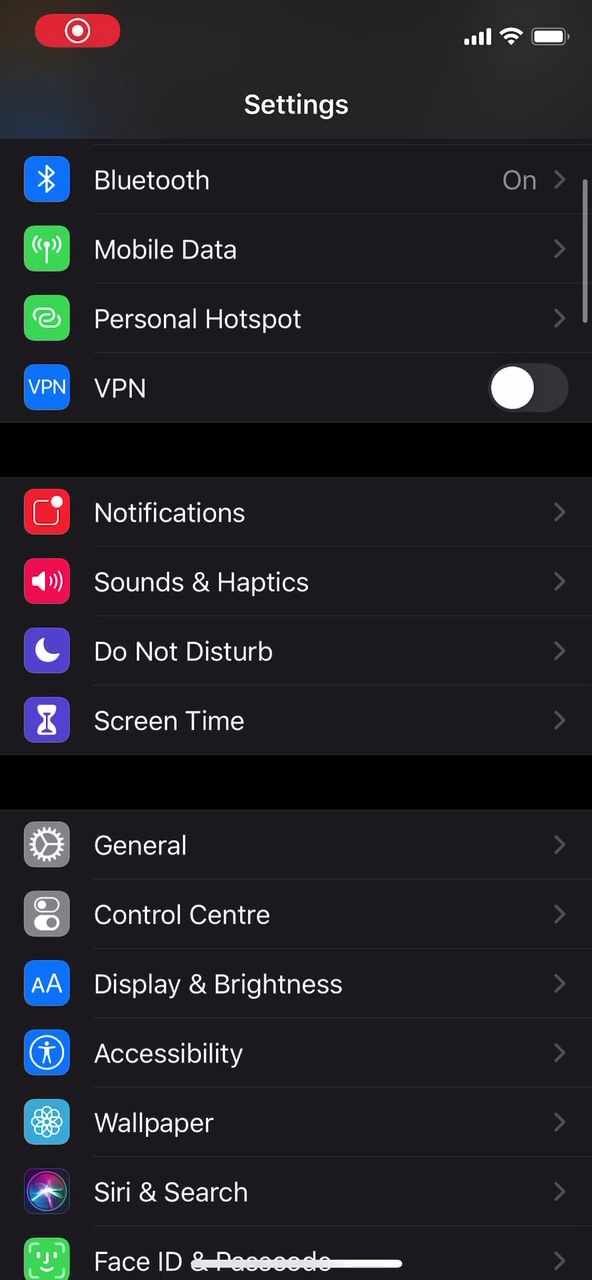 Settings
Bluetooth On
Mobile Data
Personal Hotspot
VPN VPN
Notifications
Sounds & Haptics
Do Not Disturb
Screen Time
General
Control Centre
AA Display & Brightness
Accessibility
Wallpaper
Siri & Search
Face ID & Passcode